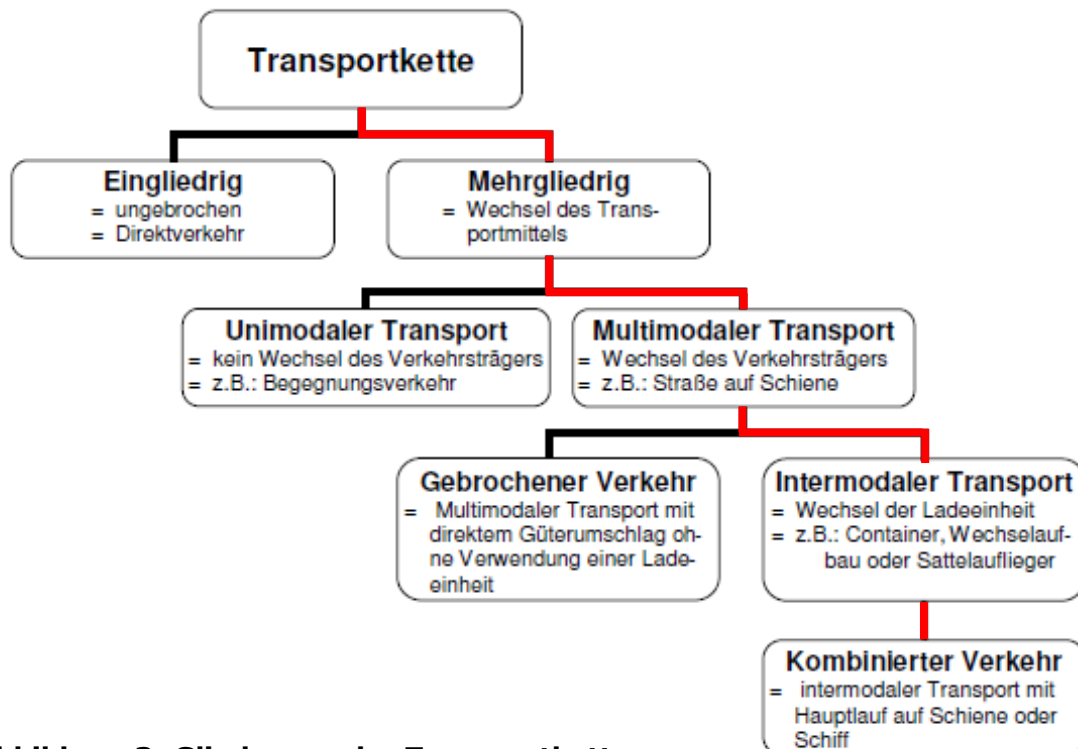 Transportkette
Eingliedrig
= ungebrochen
= Direktverkehr
Mehrgliedrig
= Wechsel des Trans-
portmittels
Unimodaler Transport
= kein Wechsel des Verkehrsträgers
= z.B.: Begegnungsverkehr
Multimodaler Transport
= Wechsel des Verkehrsträgers
= z.B.: Straße auf Schiene
Gebrochener Verkehr
= Multimodaler Transport mit
direktem Güterumschlag oh-
ne Verwendung einer Lade-
einheit
Intermodaler Transport
= Wechsel der Ladeeinheit
= z.B.: Container, Wechselauf-
bau oder Sattelauflieger
Kombinierter Verkehr
= intermodaler Transport mit
Hauptlauf auf Schiene oder
Schiff